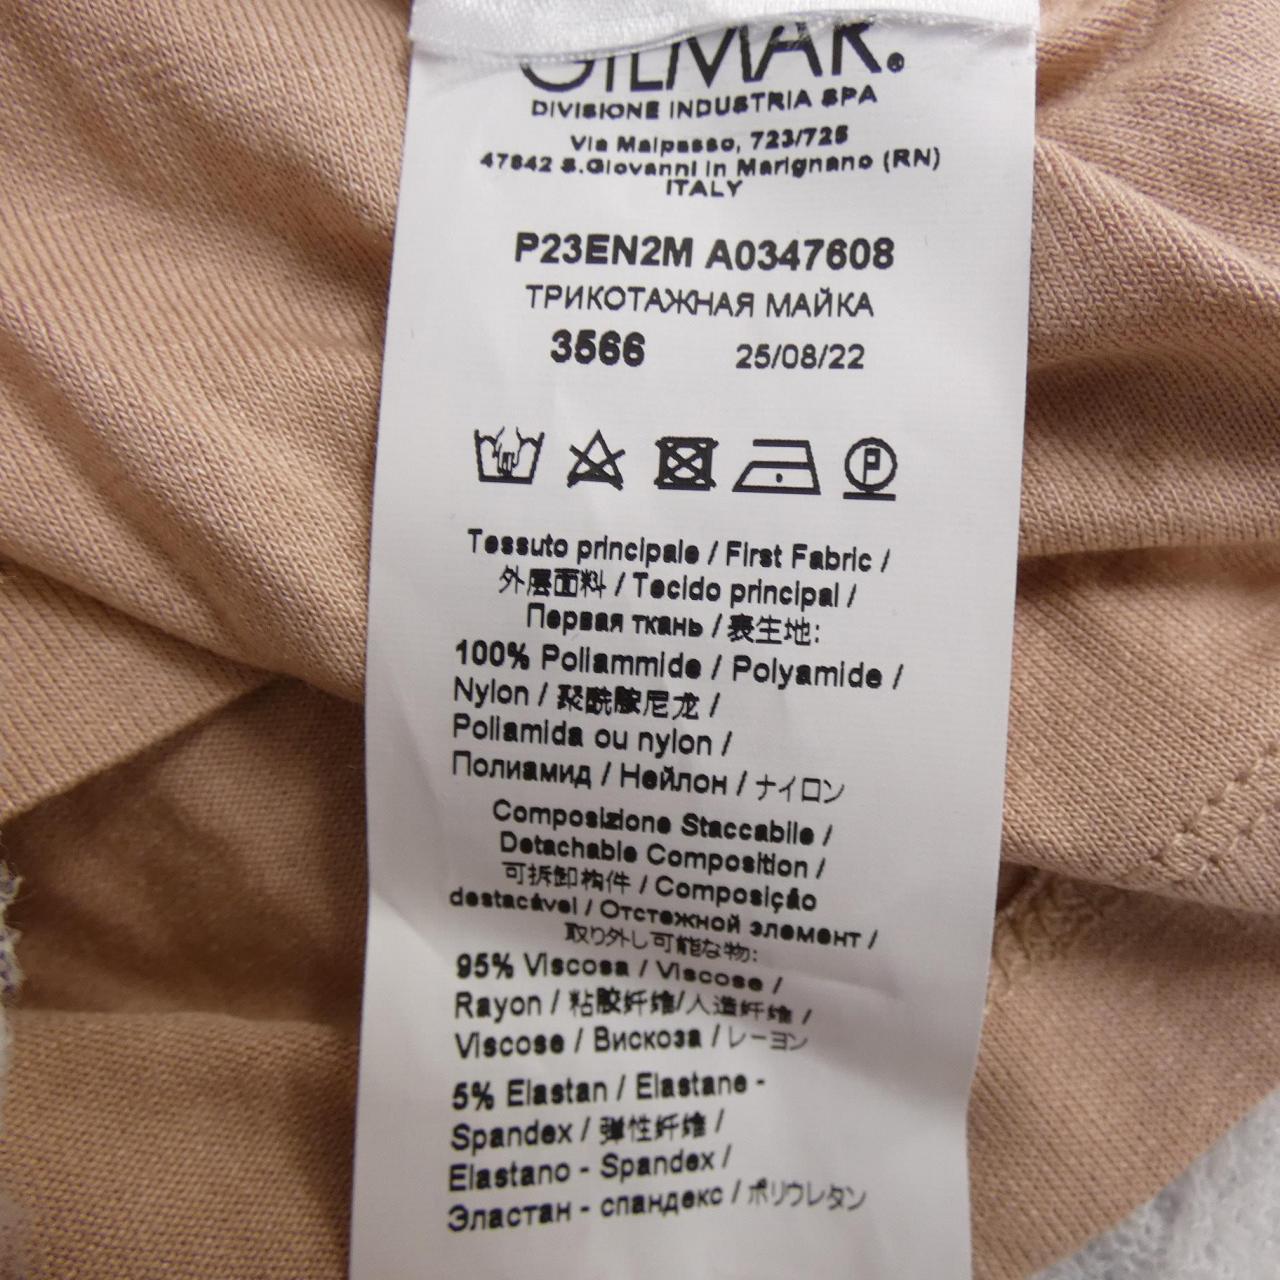 GILMAR®
DIVISIONE INDUSTRIA SPA
Via Malpasso, 723/725
47842 S.Giovanni in Marignano (RN)
ITALY
P23EN2M A0347608
ТРИКОТАЖНАЯ МАЙКА
3566 25/08/22
P
Tessuto principale / First Fabric /
外层面料 / Tecido principal /
Первая ткань / 表生地:
100% Poliammide / Polyamide /
Nylon / 聚酰胺尼龙 /
Poliamida ou nylon /
Полиамид / Нейлон / ナイロン
Composizione Staccabile /
Detachable Composition /
可拆卸构件 / Composição
destacável / Отстежной элемент /
取り外し可能な物:
95% Viscosa / Viscose /
Rayon / 粘胶纤维/人造纤维 /
Viscose / Вискоза / レーヨン
5% Elastan / Elastane -
Spandex / 弹性纤维 /
Elastano - Spandex /
Эластан - спандекс / ポリウレタン